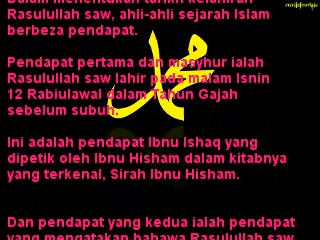 Dalam menentukan tarikh kelahiran
Rasulullah saw, ahli-ahli sejarah Islam
berbeza pendapat.
Pendapat pertama dan masyhur ialah
Rasulullah saw lahir pada malam Isnin
12 Rabiulawal dalam Tahun Gajah
sebelum subuh.
محمد
Ini adalah pendapat Ibnu Ishaq yang
dipetik oleh Ibnu Hisham dalam kitabnya
yang terkenal, Sirah Ibnu Hisham.
Dan pendapat yang kedua ialah pendapat
yang mengatakan bahawa Rasulullah saw